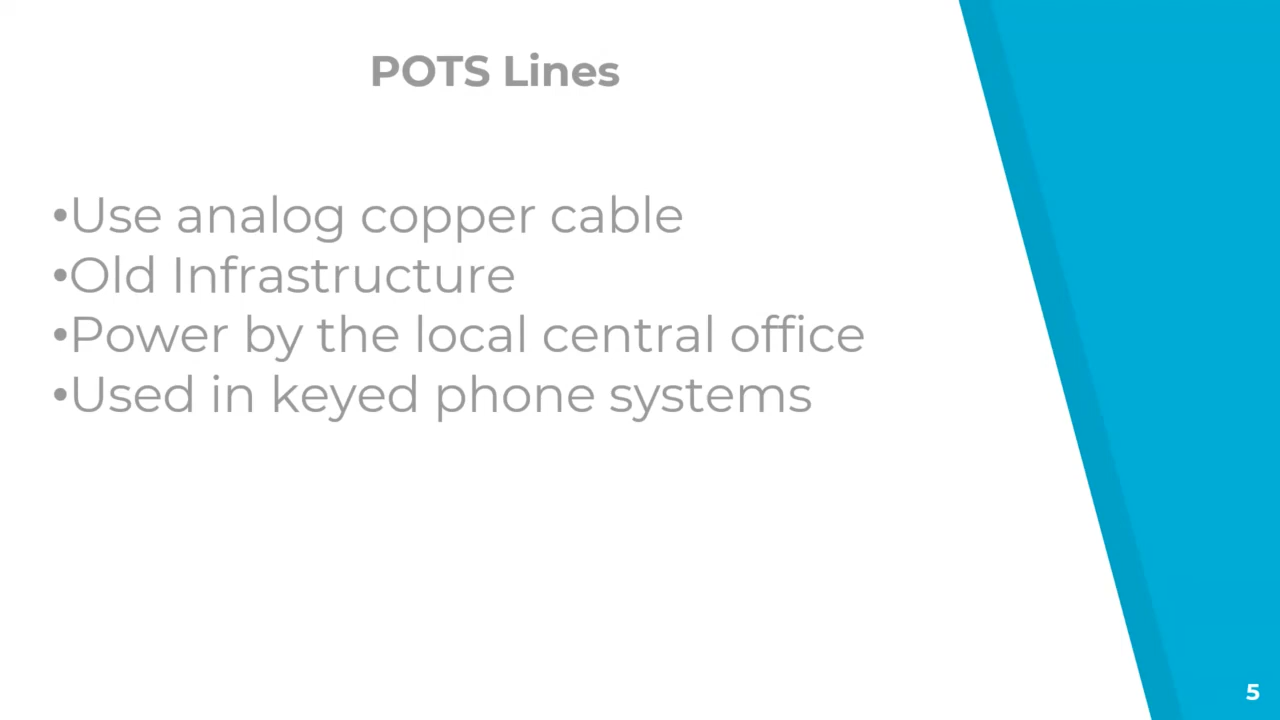 POTS Lines
•Use analog copper cable
•Old Infrastructure
•Power by the local central office
•Used in keyed phone systems
5